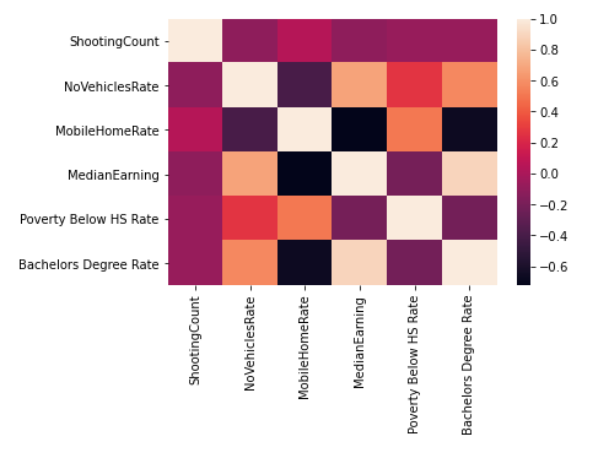 ShootingCount
NoVehiclesRate
MobileHomeRate
MedianEarning
Poverty Below HS Rate
Bachelors Degree Rate
ShootingCount
NoVehiclesRate
MobileHomeRate
MedianEarning
Poverty Below HS Rate
Bachelors Degree Rate
1.0
0.8
0.6
0.4
0.2
0.0
−0.2
−0.4
−0.6